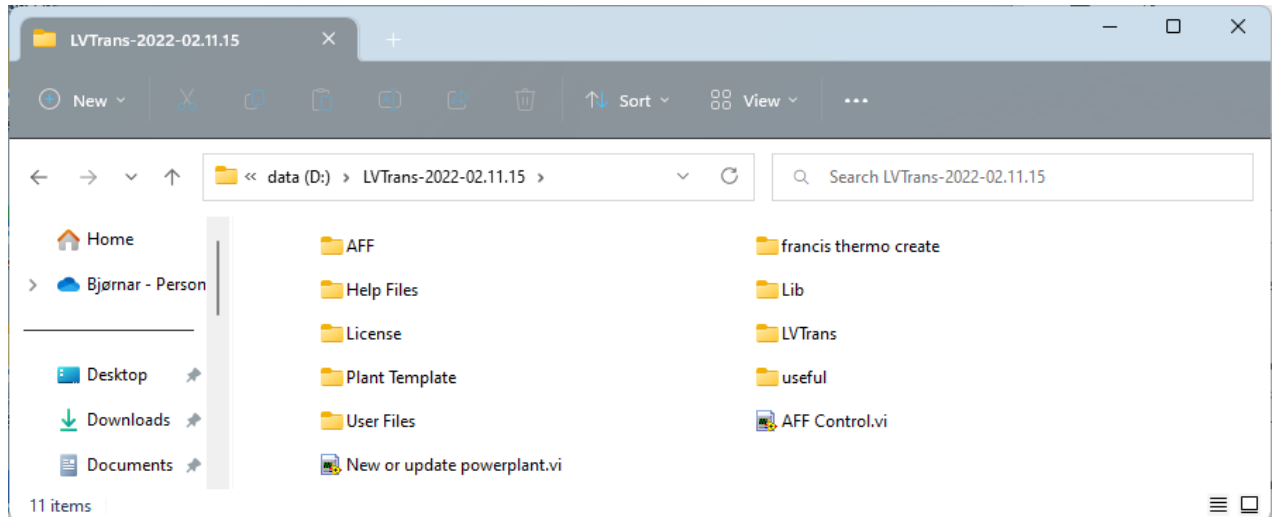 LVTrans-2022-02.11.15
New Sort View
« data (D:) > LVTrans-2022-02.11.15 > Search LVTrans-2022-02.11.15
Home AFF francis thermo create
Bjørnar - Person Help Files Lib
License LVTrans
Desktop Plant Template useful
Downloads User Files AFF Control.vi
Documents New or update powerplant.vi
11 items